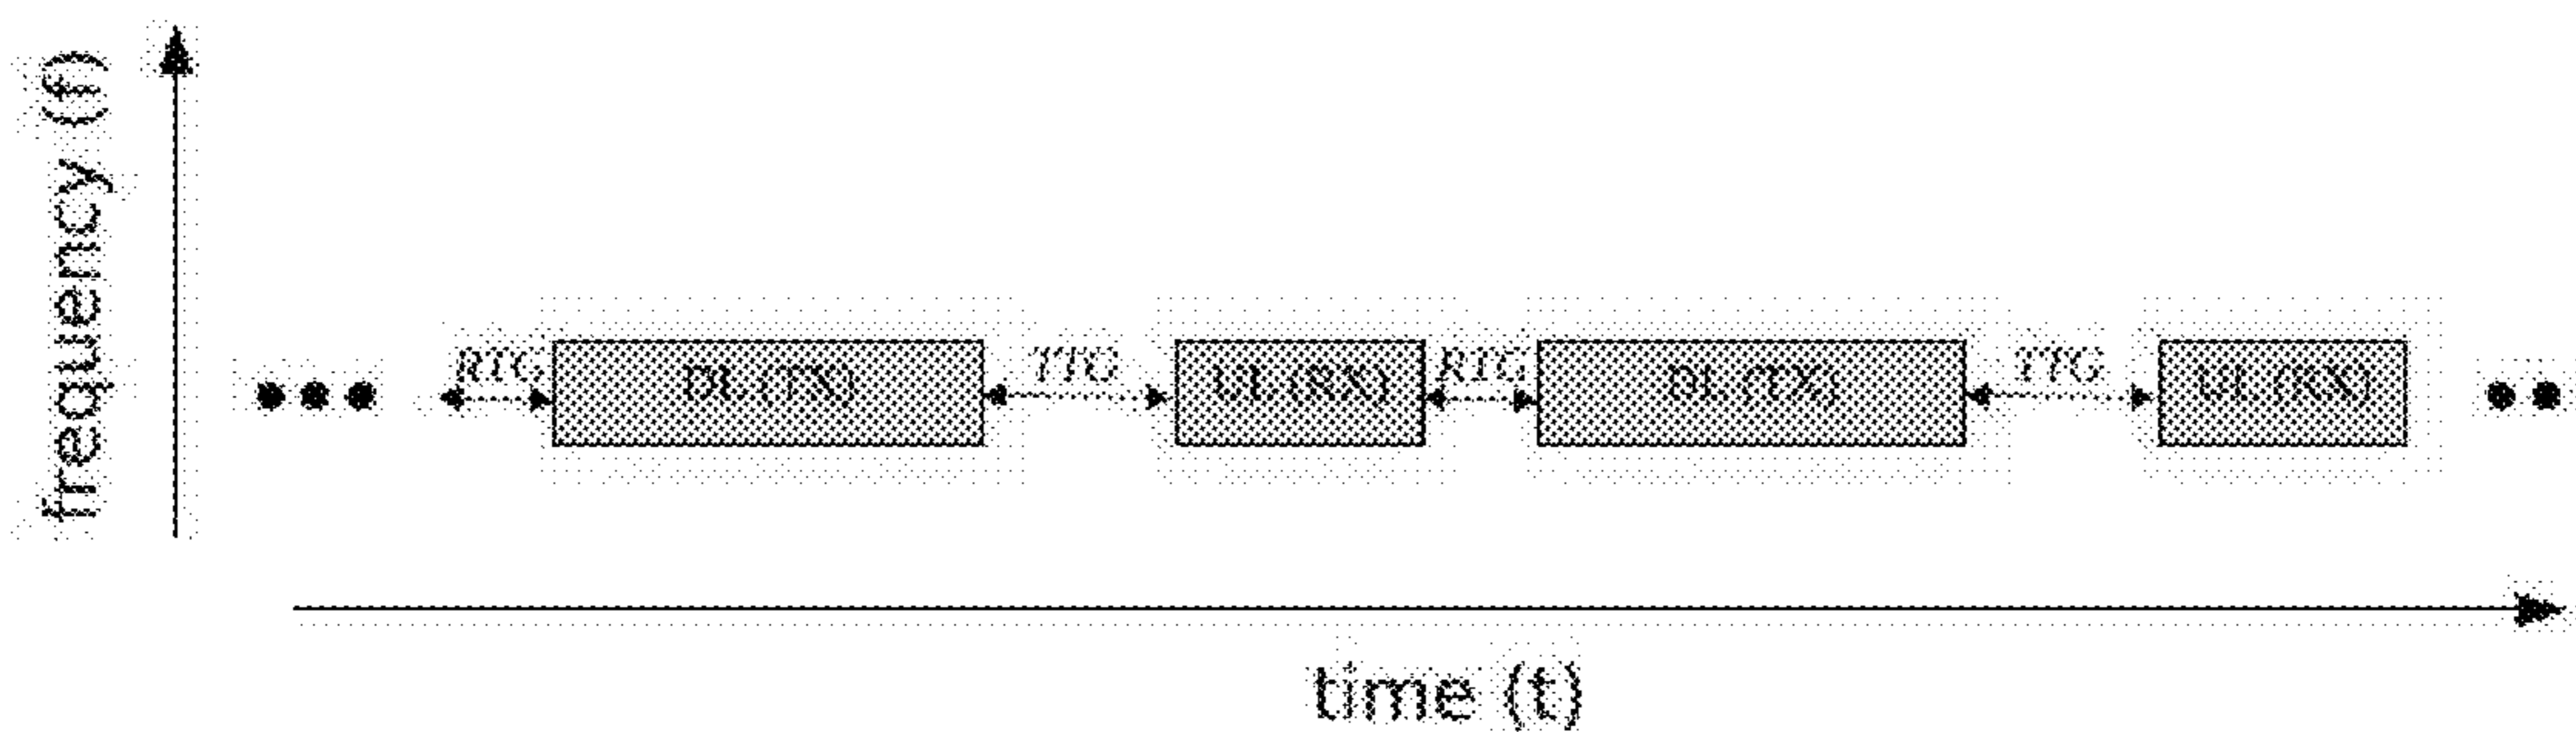 frequency (f)
RTG
DL (TX)
TTG
UL (RX)
RTG
DL (TX)
TTG
UL (RX)
time (t)